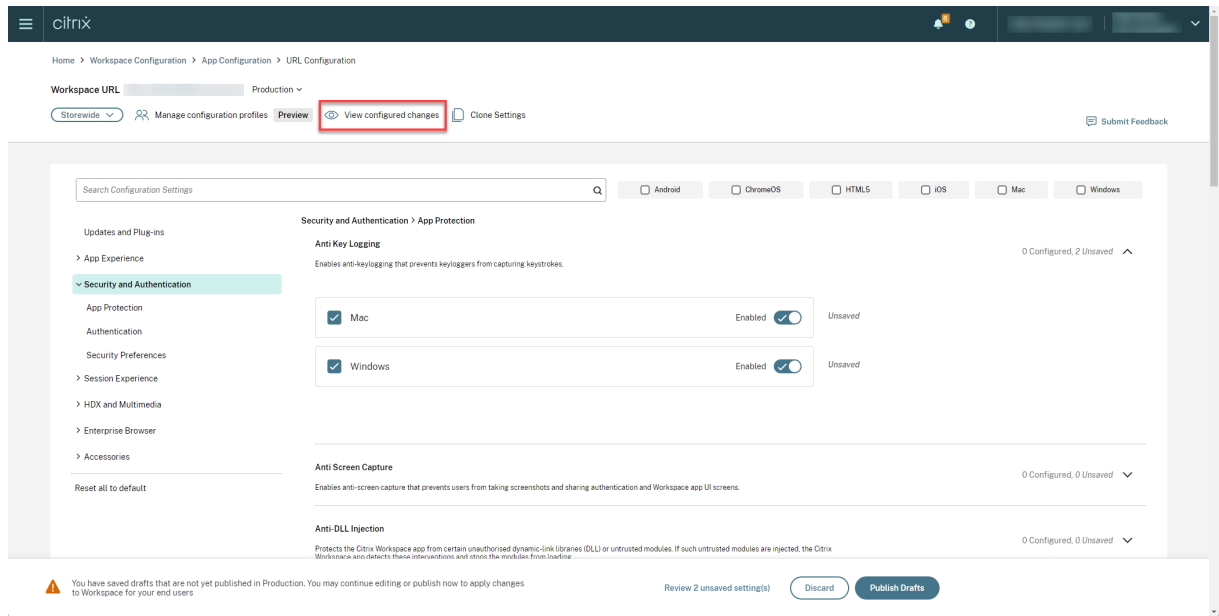 citrix
8
?
Home > Workspace Configuration > App Configuration > URL Configuration
Workspace URL
Production
Storewide
Manage configuration profiles
Preview
View configured changes
Clone Settings
Submit Feedback
Search Configuration Settings
Android
ChromeOS
HTML5
iOS
Mac
Windows
Updates and Plug-ins
App Experience
Security and Authentication
App Protection
Authentication
Security Preferences
Session Experience
HDX and Multimedia
Enterprise Browser
Accessories
Reset all to default
Security and Authentication > App Protection
Anti Key Logging
Enables anti-keylogging that prevents keyloggers from capturing keystrokes.
0 Configured, 2 Unsaved
Mac
Enabled
Unsaved
Windows
Enabled
Unsaved
Anti Screen Capture
Enables anti-screen capture that prevents users from taking screenshots and sharing authentication and Workspace app UI screens.
0 Configured, 0 Unsaved
Anti-DLL Injection
Protects the Citrix Workspace app from certain unauthorised dynamic-link libraries (DLL) or untrusted modules. If such untrusted modules are injected, the Citrix
Workspace app detects these interventions and stops the modules from loading.
0 Configured, 0 Unsaved
You have saved drafts that are not yet published in Production. You may continue editing or publish now to apply changes
to Workspace for your end users
Review 2 unsaved setting(s)
Discard
Publish Drafts